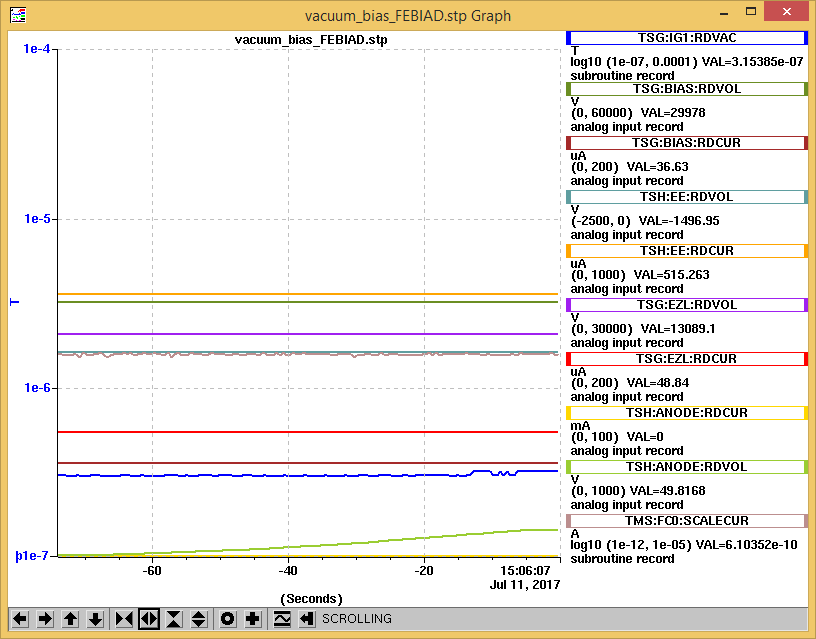 vacuum_bias_FEBIAD.stp Graph
vacuum_bias_FEBIAD.stp
1e-4
1e-5
T
1e-6
1e-7
-60
-40
-20
15:06:07
Jul 11, 2017
(Seconds)
TSG:IG1:RDVAC
T
log10 (1e-07, 0.0001) VAL=3.15385e-07
subroutine record
TSG:BIAS:RDVOL
V
(0, 60000) VAL=29978
analog input record
TSG:BIAS:RDCUR
uA
(0, 200) VAL=36.63
analog input record
TSH:EE:RDVOL
V
(-2500, 0) VAL=-1496.95
analog input record
TSH:EE:RDCUR
uA
(0, 1000) VAL=515.263
analog input record
TSG:EZL:RDVOL
V
(0, 30000) VAL=13089.1
analog input record
TSG:EZL:RDCUR
uA
(0, 200) VAL=48.84
analog input record
TSH:ANODE:RDCUR
mA
(0, 100) VAL=0
analog input record
TSH:ANODE:RDVOL
V
(0, 1000) VAL=49.8168
analog input record
TMS:FC0:SCALECUR
A
log10 (1e-12, 1e-05) VAL=6.10352e-10
subroutine record
SCROLLING